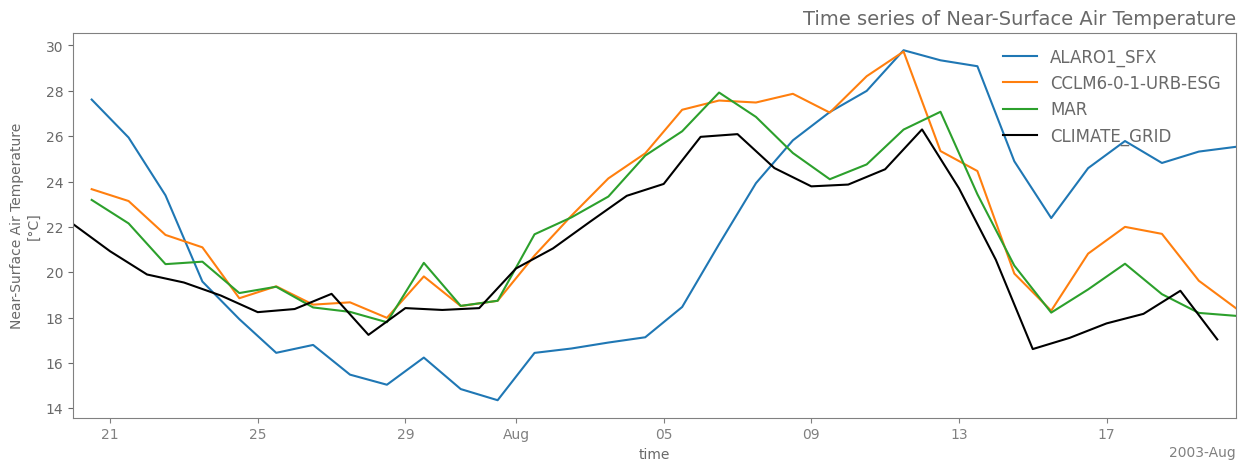 Time series of Near-Surface Air Temperature
ALARO1_SFX
CCLM6-0-1-URB-ESG
MAR
CLIMATE_GRID
Near-Surface Air Temperature
[°C]
30
28
26
24
22
20
18
16
14
21 25 29 Aug 05 09 13 17
time
2003-Aug